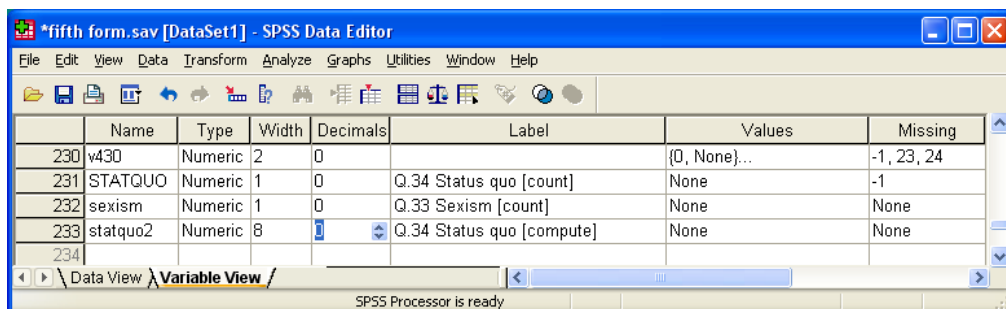 *fifth form.sav [DataSet1] - SPSS Data Editor
File Edit View Data Transform Analyze Graphs Utilities Window Help
Name Type Width Decimals Label Values Missing
230 v430 Numeric 2 0 {0, None}... -1, 23, 24
231 STATQUO Numeric 1 0 Q.34 Status quo [count] None -1
232 sexism Numeric 1 0 Q.33 Sexism [count] None None
233 statquo2 Numeric 8 0 Q.34 Status quo [compute] None None
234
Data View Variable View
SPSS Processor is ready